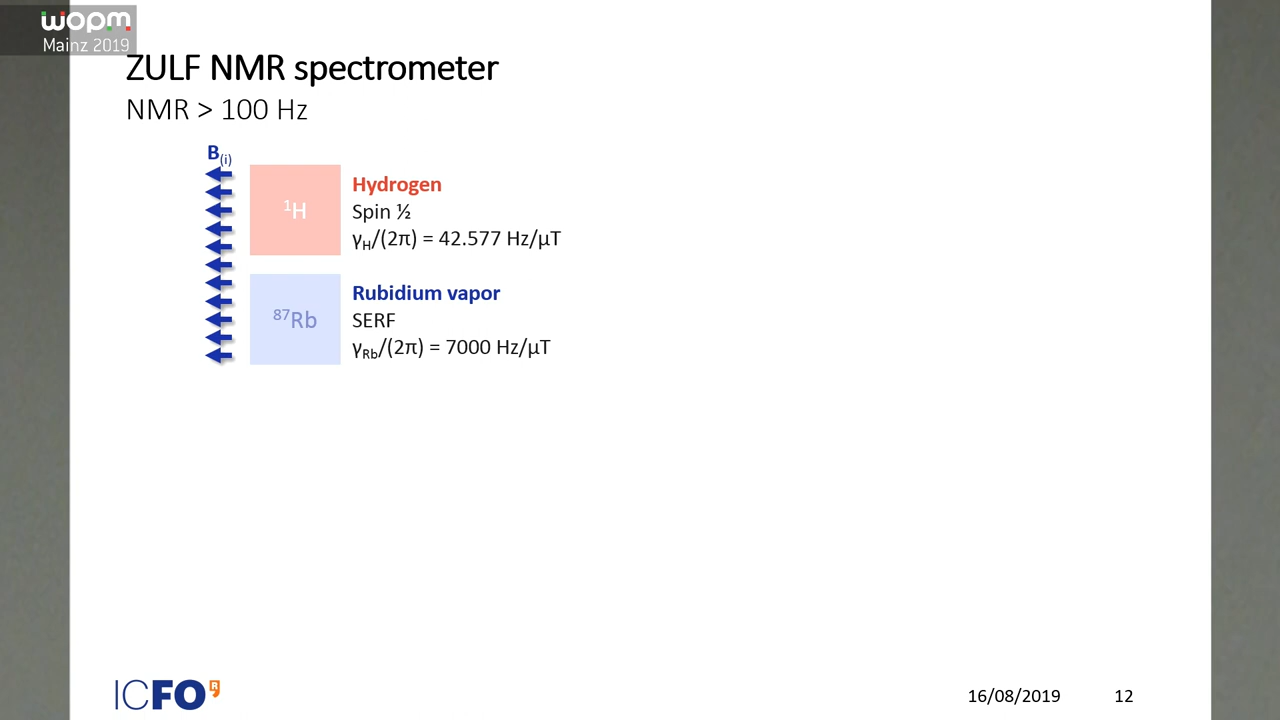 wopm
Mainz 2019
ZULF NMR spectrometer
NMR > 100 Hz
B(i)
¹H
Hydrogen
Spin ½
γH/(2π) = 42.577 Hz/µT
⁸⁷Rb
Rubidium vapor
SERF
γRb/(2π) = 7000 Hz/µT
ICFO
R
16/08/2019
12